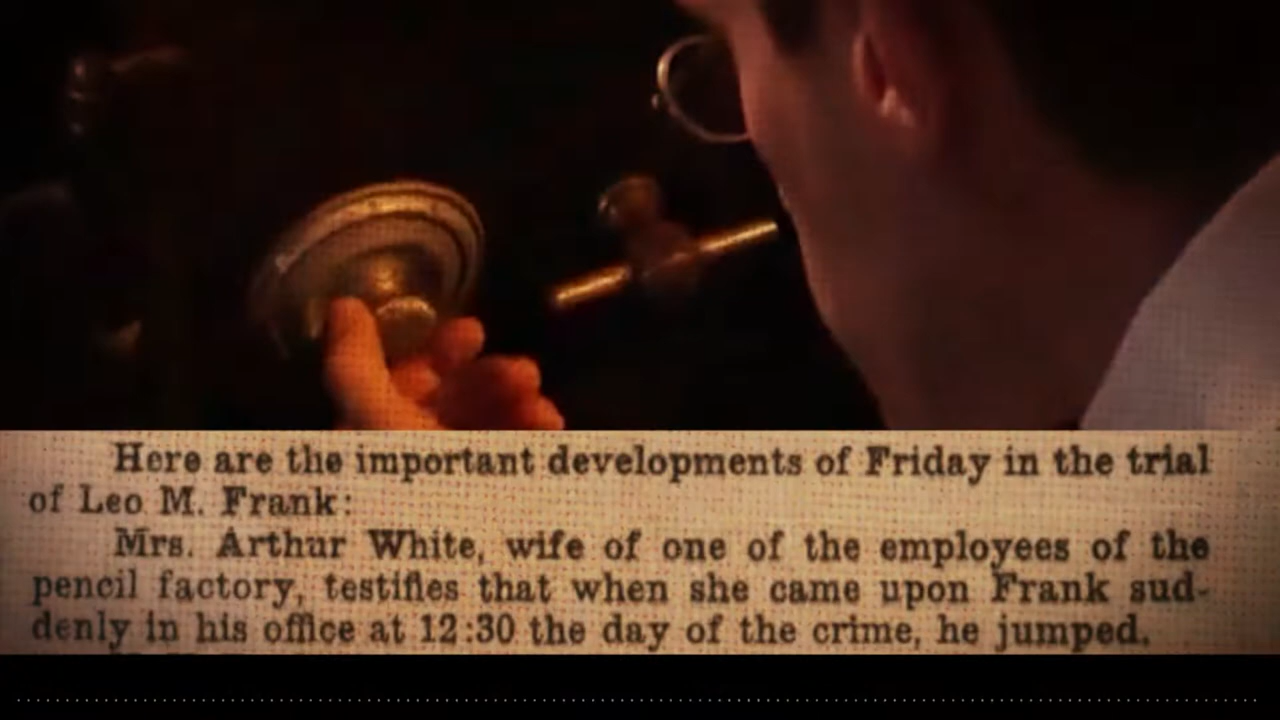 Here are the important developments of Friday in the trial
of Leo M. Frank:
Mrs. Arthur White, wife of one of the employees of the
pencil factory, testifies that when she came upon Frank sud-
denly in his office at 12:30 the day of the crime, he jumped.